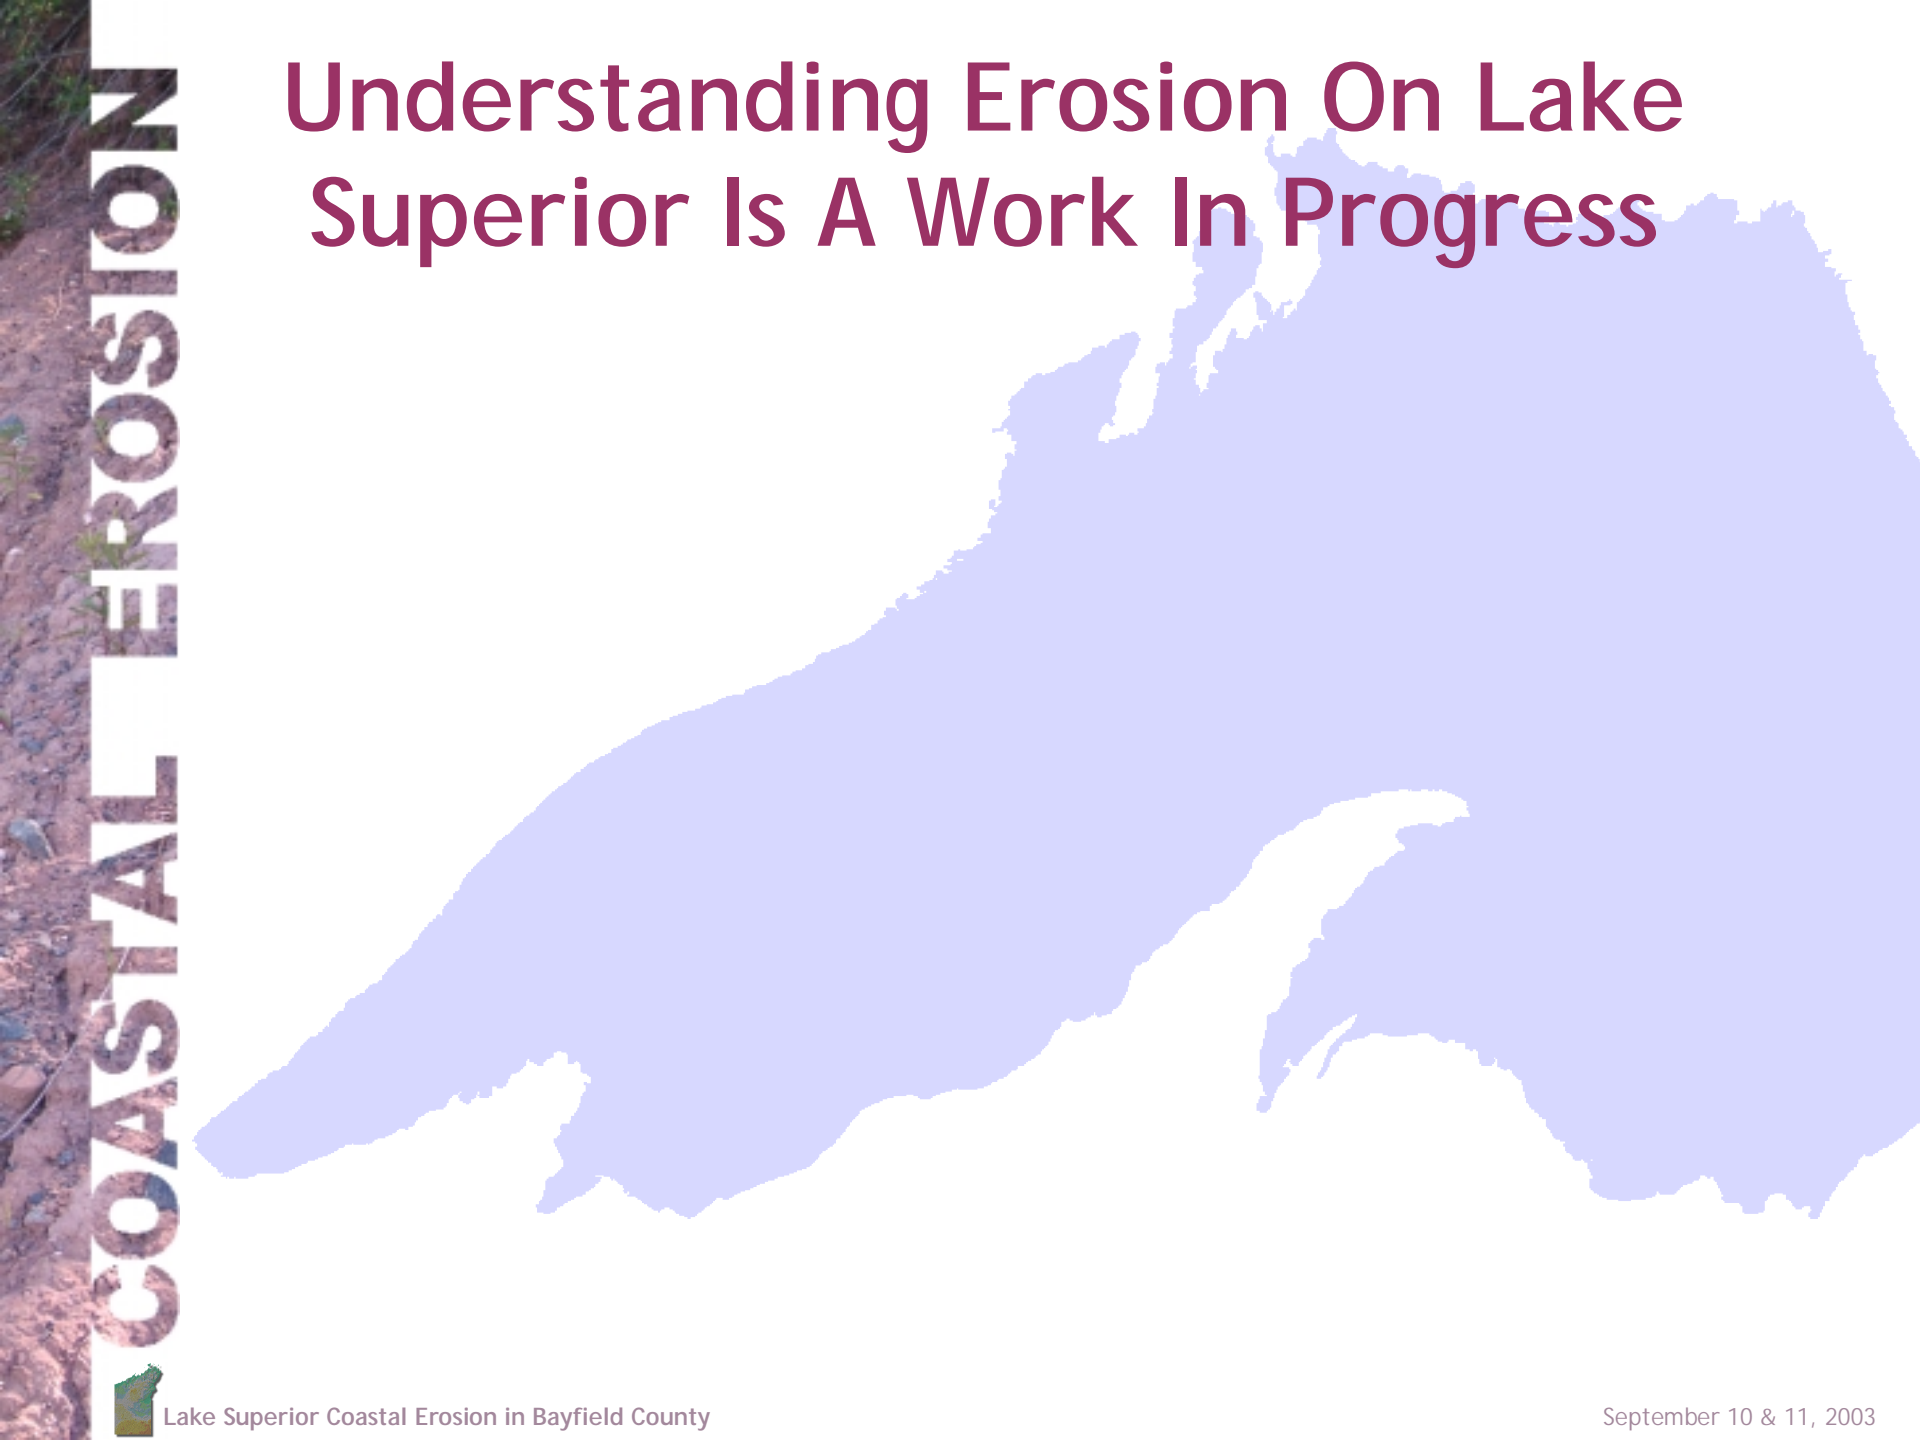 Understanding Erosion On Lake
Superior Is A Work In Progress
COASTAL EROSION
Lake Superior Coastal Erosion in Bayfield County
September 10 & 11, 2003